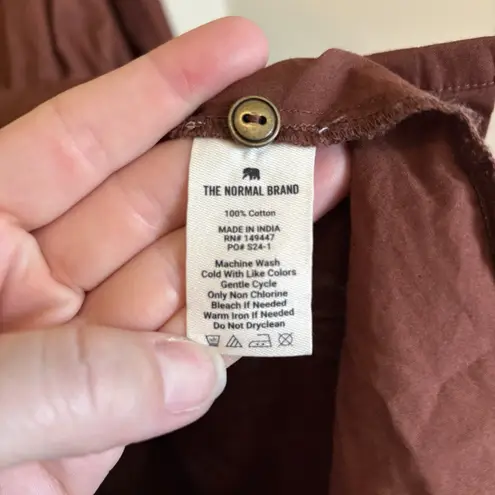 THE NORMAL BRAND
100% Cotton
MADE IN INDIA
RN# 149447
PO# S24-1
Machine Wash
Cold With Like Colors
Gentle Cycle
Only Non Chlorine
Bleach If Needed
Warm Iron If Needed
Do Not Dryclean